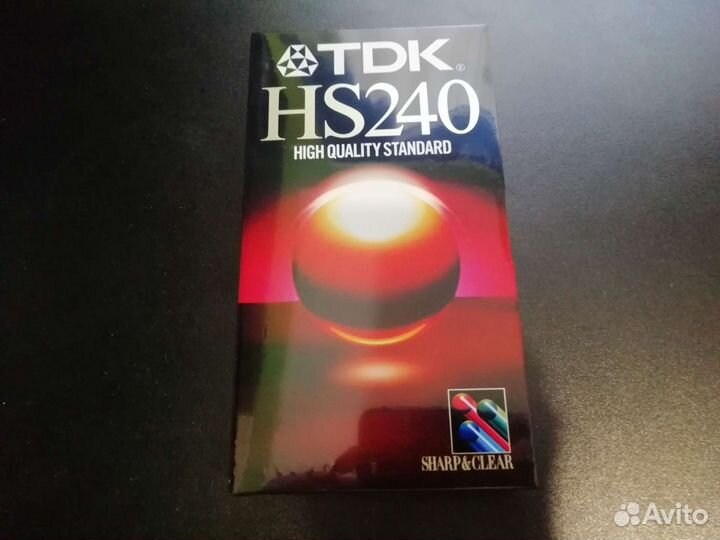 TDK®
HS240
HIGH QUALITY STANDARD
SHARP & CLEAR
Avito